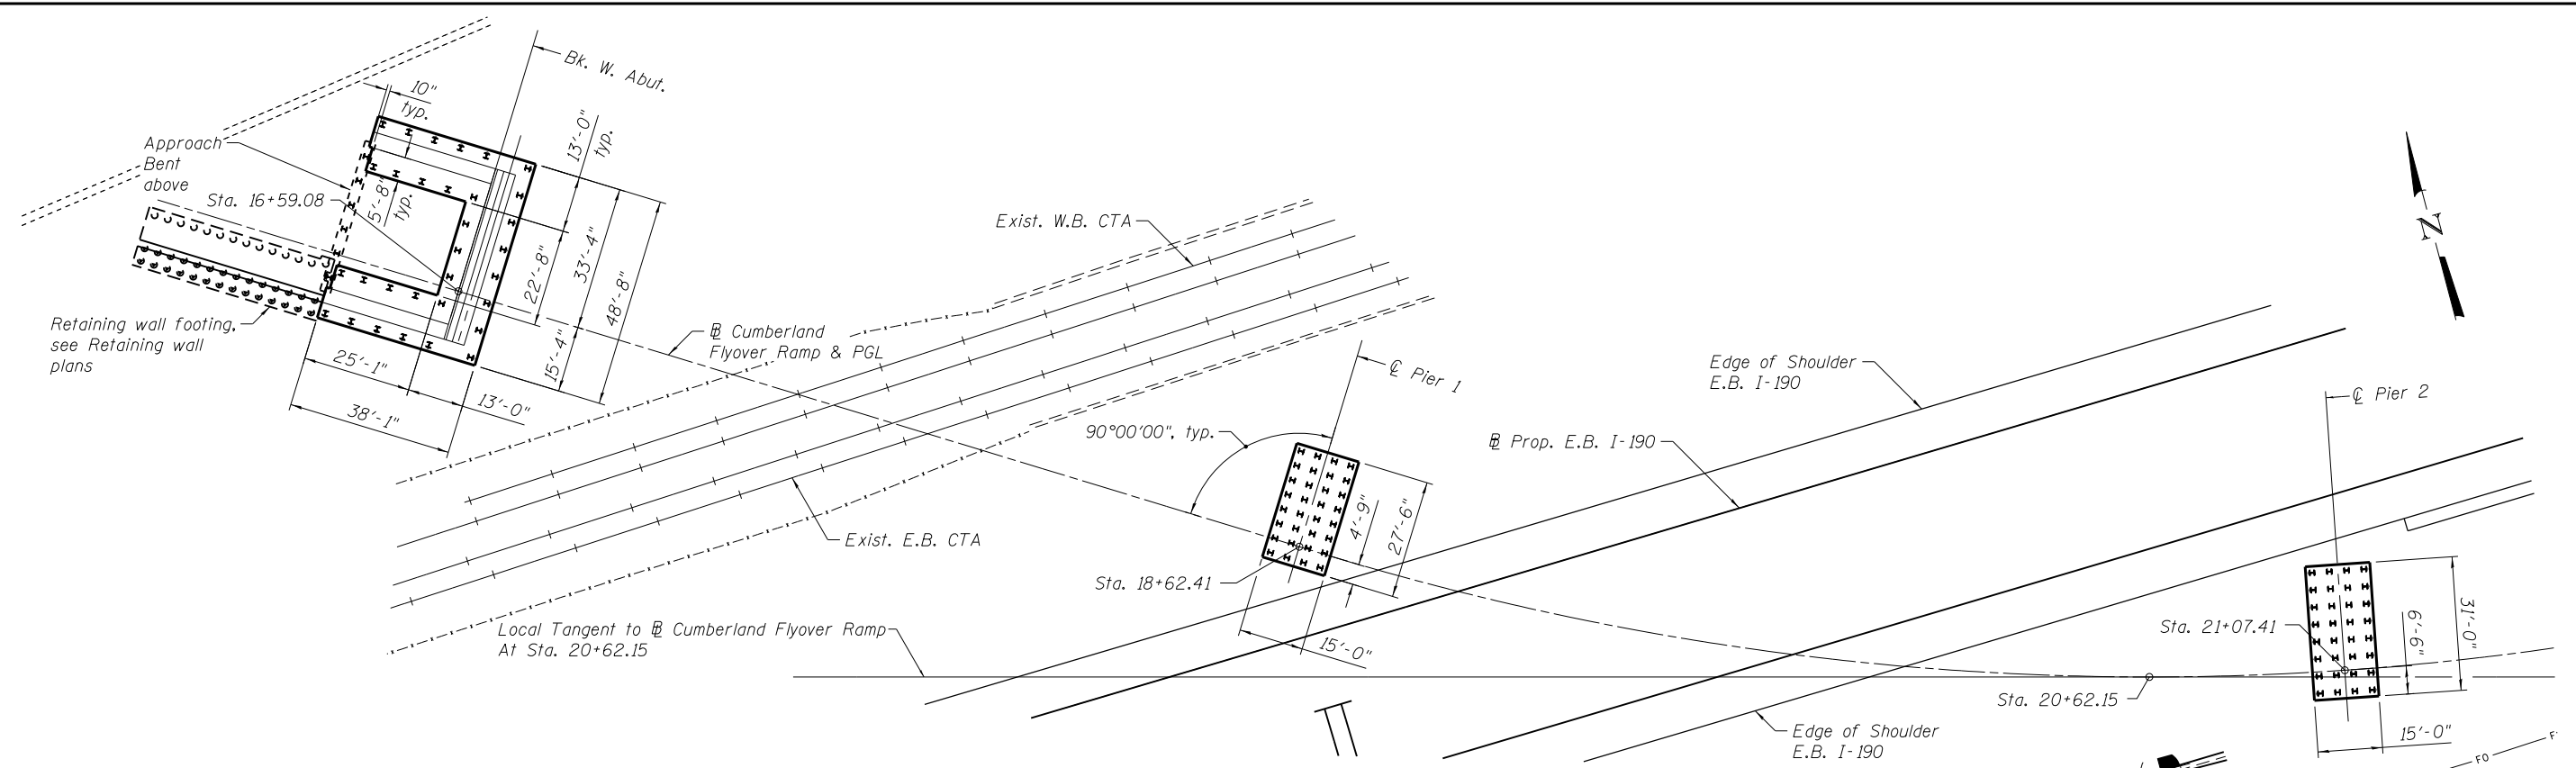 Bk. W. Abut.
10"
typ.
13'-0"
typ.
Approach
Bent
above
Sta. 16+59.08
5'-8"
typ.
22'-8"
33'-4"
48'-8"
15'-4"
Retaining wall footing,
see Retaining wall
plans
25'-1"
13'-0"
38'-1"
Exist. W.B. CTA
℄ Cumberland
Flyover Ramp & PGL
Exist. E.B. CTA
90°00'00", typ.
℄ Pier 1
4'-9"
27'-6"
Sta. 18+62.41
15'-0"
Edge of Shoulder
E.B. I-190
℄ Prop. E.B. I-190
N
℄ Pier 2
Local Tangent to ℄ Cumberland Flyover Ramp
At Sta. 20+62.15
Sta. 21+07.41
6'-6"
31'-0"
Sta. 20+62.15
15'-0"
Edge of Shoulder
E.B. I-190
FO
F